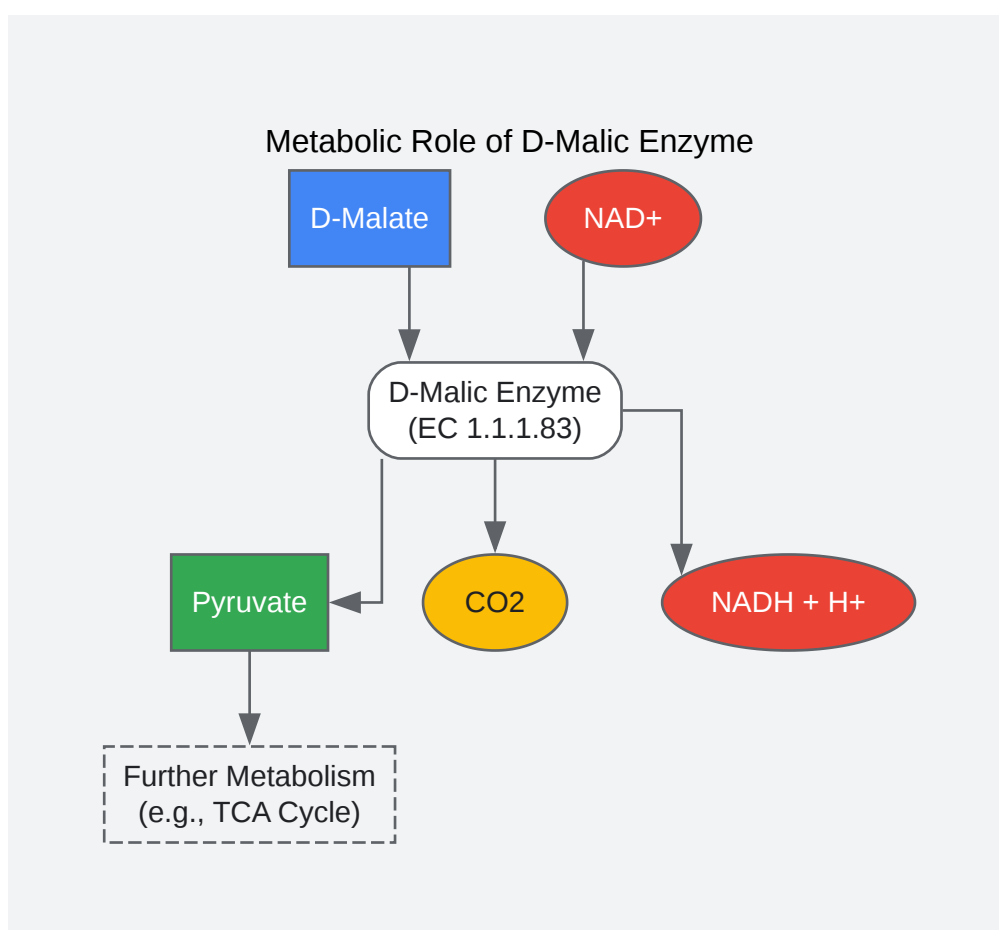 Metabolic Role of D-Malic Enzyme
D-Malate
NAD+
D-Malic Enzyme
(EC 1.1.1.83)
Pyruvate
CO2
NADH + H+
Further Metabolism
(e.g., TCA Cycle)